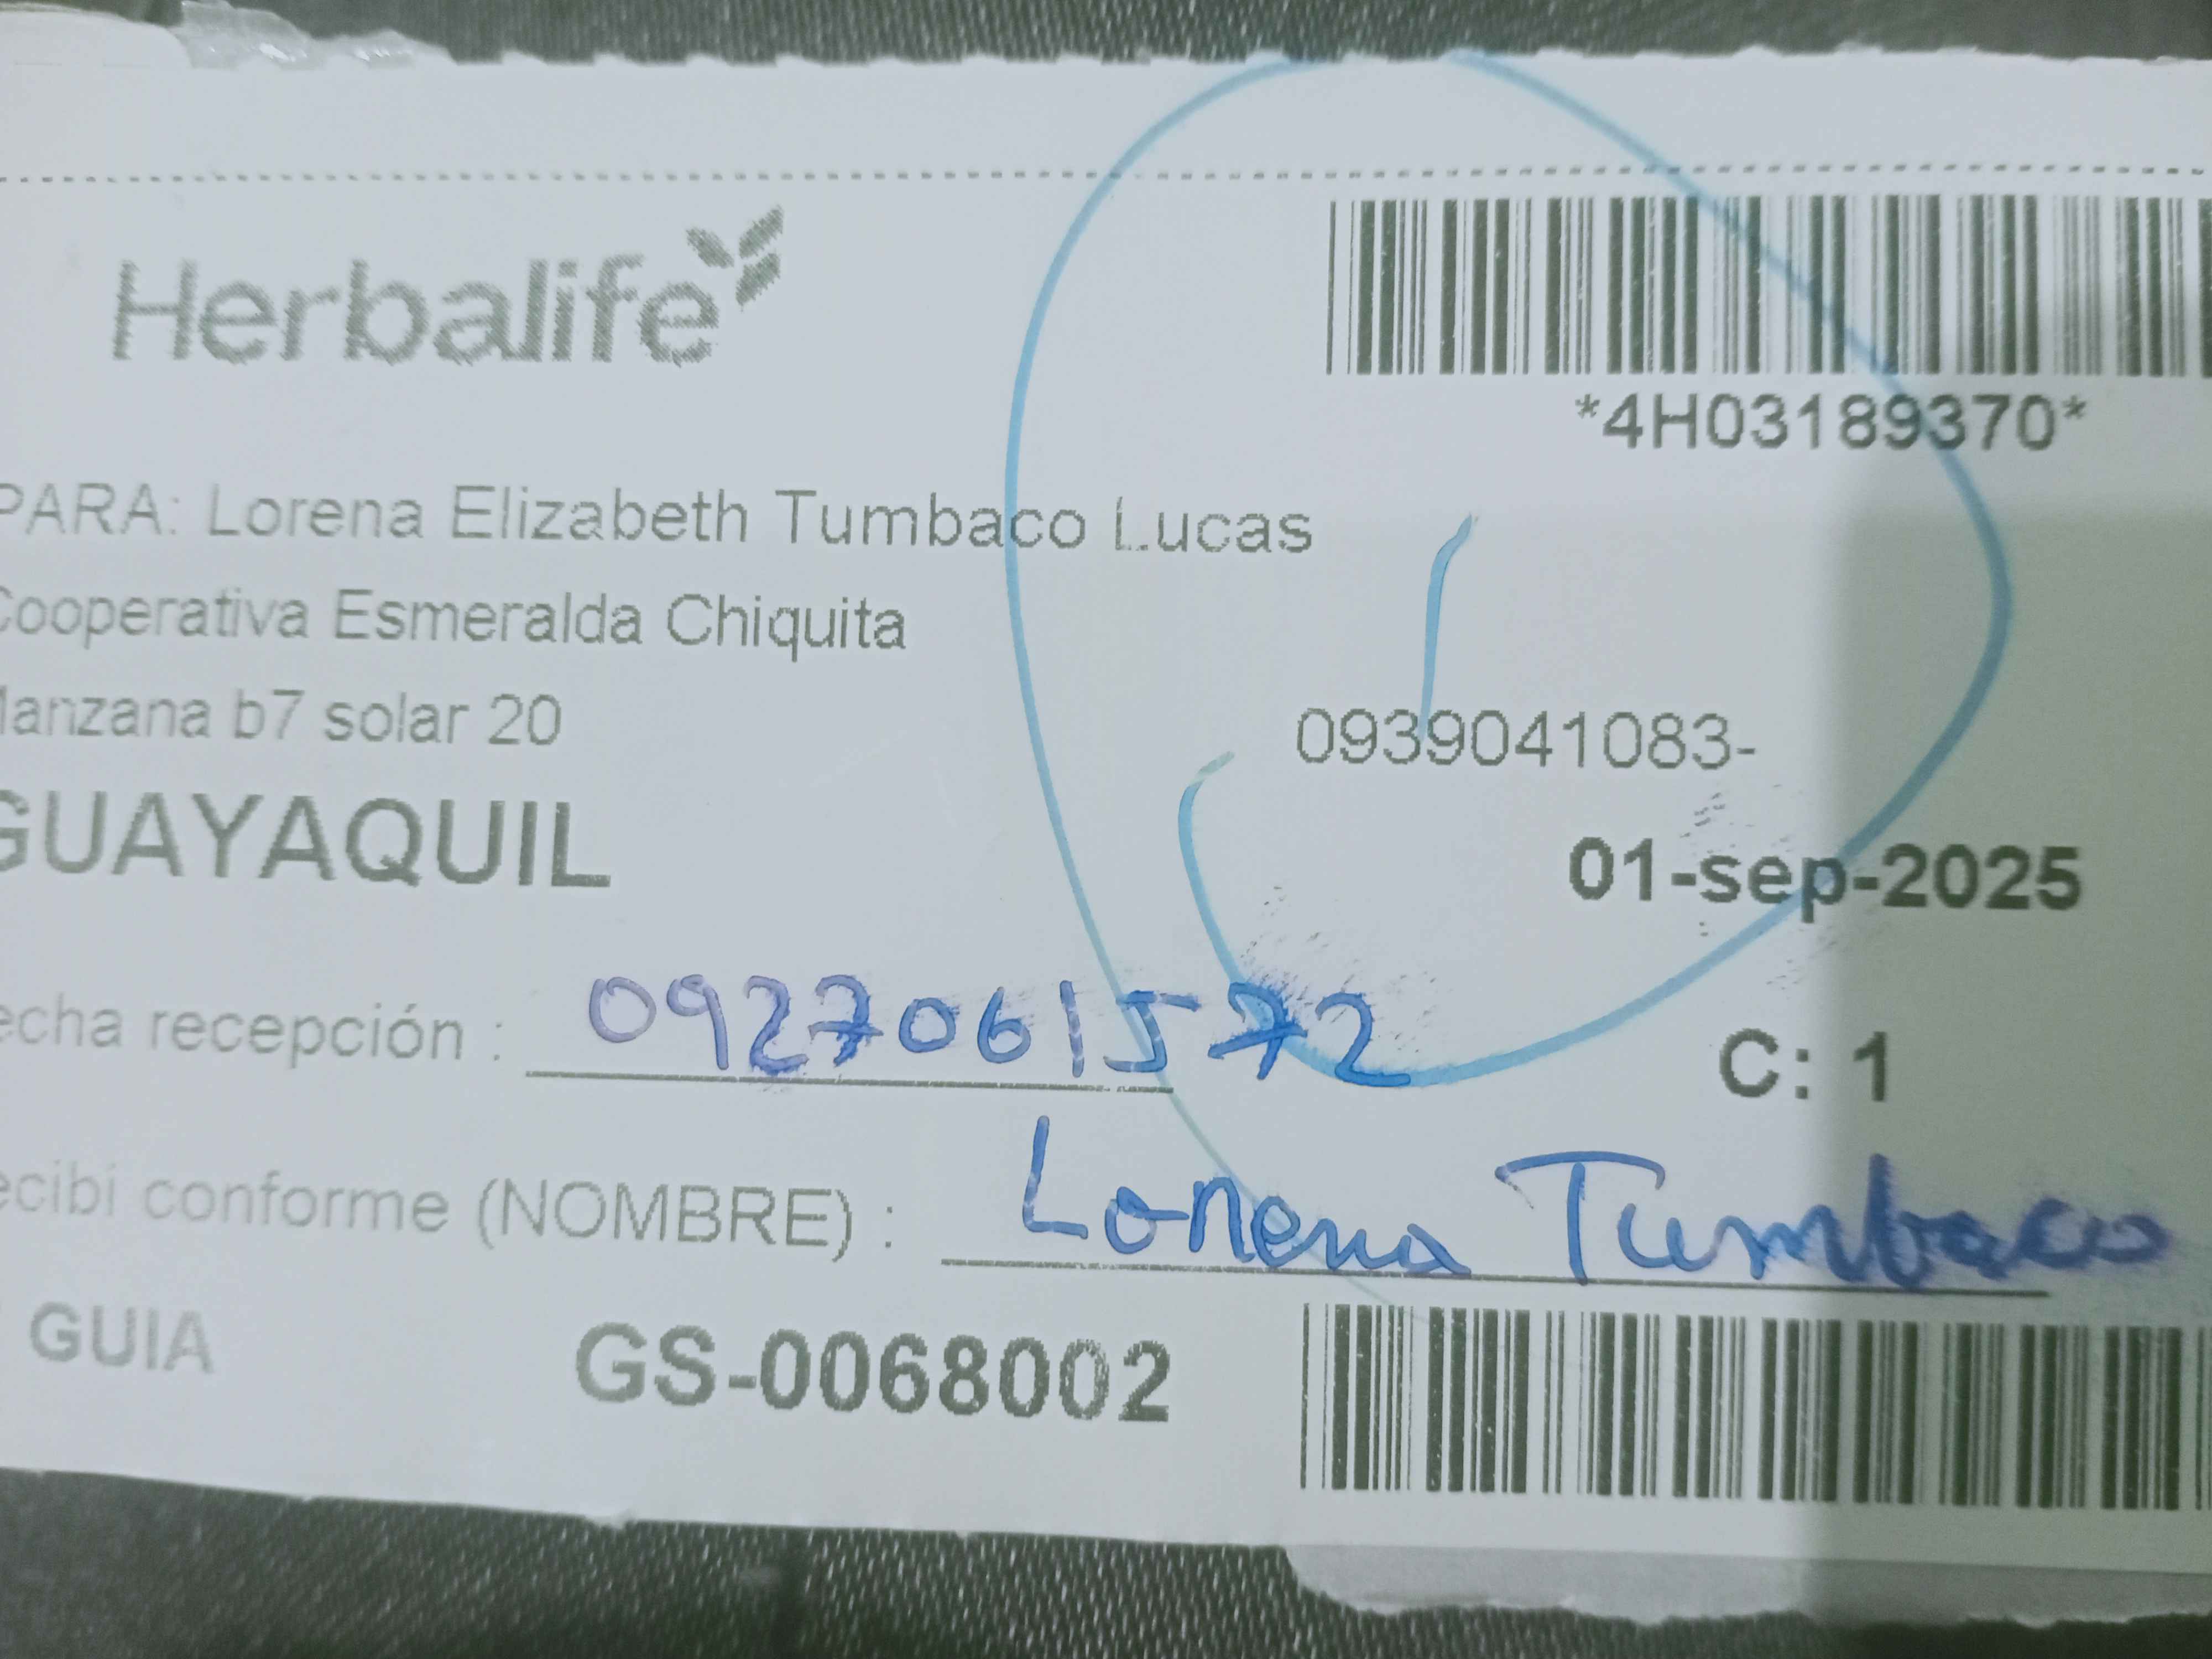 Herbalife
*4H03189370*
PARA: Lorena Elizabeth Tumbaco Lucas
Cooperativa Esmeralda Chiquita
Manzana b7 solar 20
0939041083-
GUAYAQUIL
01-sep-2025
echa recepción : 0927061572
C: 1
ecibi conforme (NOMBRE) : Lorena Tumbaco
GUIA GS-0068002